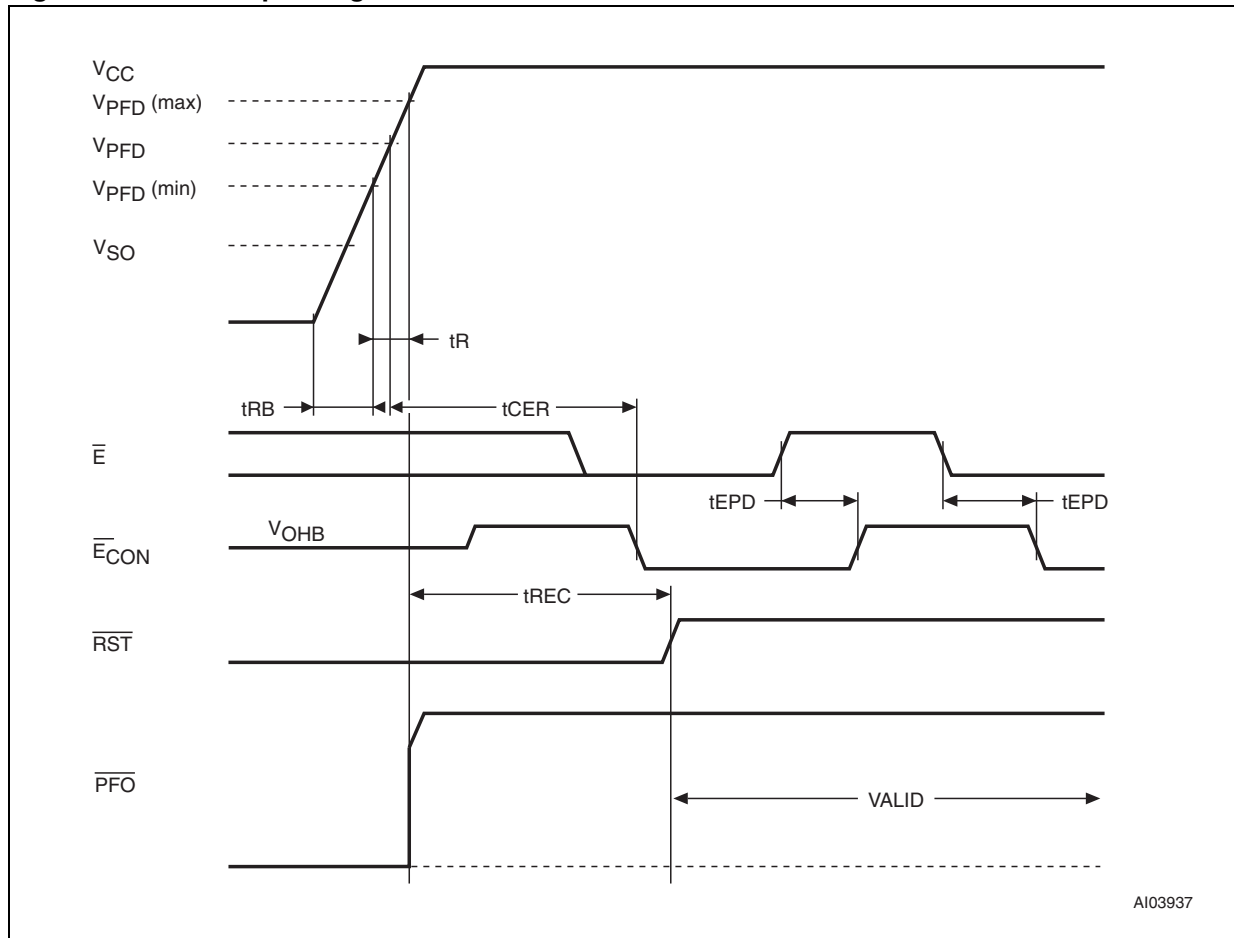 VCC
VPFD (max)
VPFD
VPFD (min)
VSO
tR
tRB
tCER
E
tEPD
tEPD
VOHB
ECON
tREC
RST
PFO
VALID
AI03937